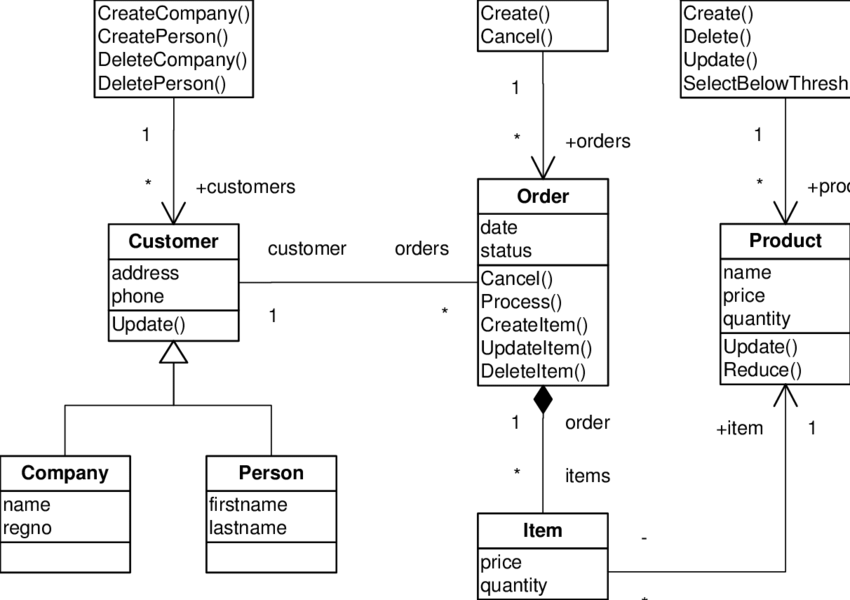 CreateCompany()
CreatePerson()
DeleteCompany()
DeletePerson()
1
*
+customers
Customer
address
phone
Update()
Company
name
regno
Person
firstname
lastname
customer
orders
1
*
Create()
Cancel()
1
*
+orders
Order
date
status
Cancel()
Process()
CreateItem()
UpdateItem()
DeleteItem()
1
order
*
items
Item
price
quantity
Create()
Delete()
Update()
SelectBelowThresh
1
*
+prod
Product
name
price
quantity
Update()
Reduce()
+item
1
-
*